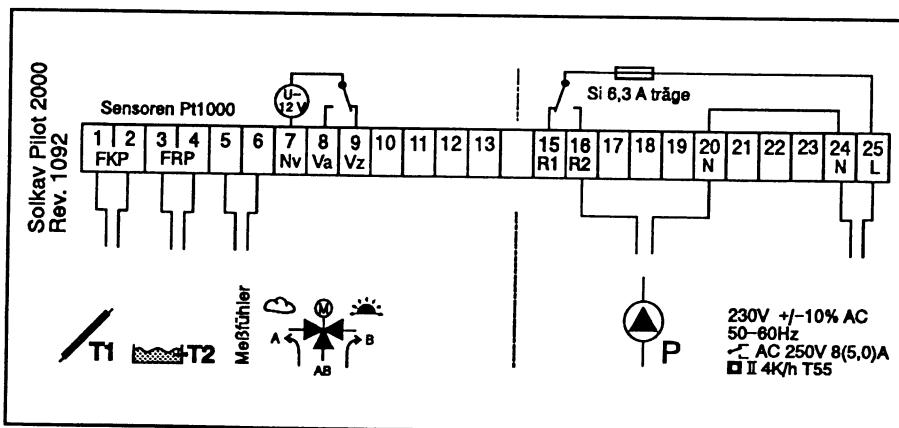 Solkav Pilot 2000
Rev. 1092
Sensoren Pt1000
U~
12 V
Si 6,3 A träge
1 2 3 4 5 6 7 8 9 10 11 12 13 15 16 17 18 19 20 21 22 23 24 25
FKP FRP Nv Va Vz R1 R2 N N L
T1
T2
Meßfühler
M
A B
AB
P
230V +/-10% AC
50-60Hz
AC 250V 8(5,0)A
II 4K/h T55